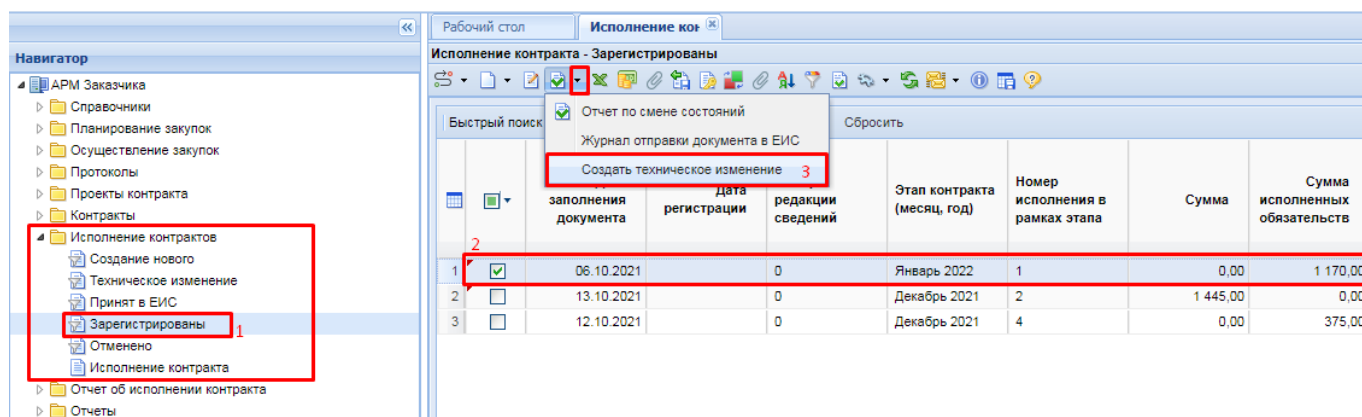 Навигатор
АРМ Заказчика
Справочники
Планирование закупок
Осуществление закупок
Протоколы
Проекты контракта
Контракты
Исполнение контрактов
Создание нового
Техническое изменение
Принят в ЕИС
Зарегистрированы 1
Отменено
Исполнение контракта
Отчет об исполнении контракта
Отчеты
Рабочий стол Исполнение кон
Исполнение контракта - Зарегистрированы
Быстрый поиск Сбросить
Отчет по смене состояний
Журнал отправки документа в ЕИС
Создать техническое изменение 3
заполнения документа
Дата регистрации
редакции сведений
Этап контракта (месяц, год)
Номер исполнения в рамках этапа
Сумма
Сумма исполненных обязательств
2
1 06.10.2021 0 Январь 2022 1 0,00 1 170,00
2 13.10.2021 0 Декабрь 2021 2 1 445,00 0,00
3 12.10.2021 0 Декабрь 2021 4 0,00 375,00